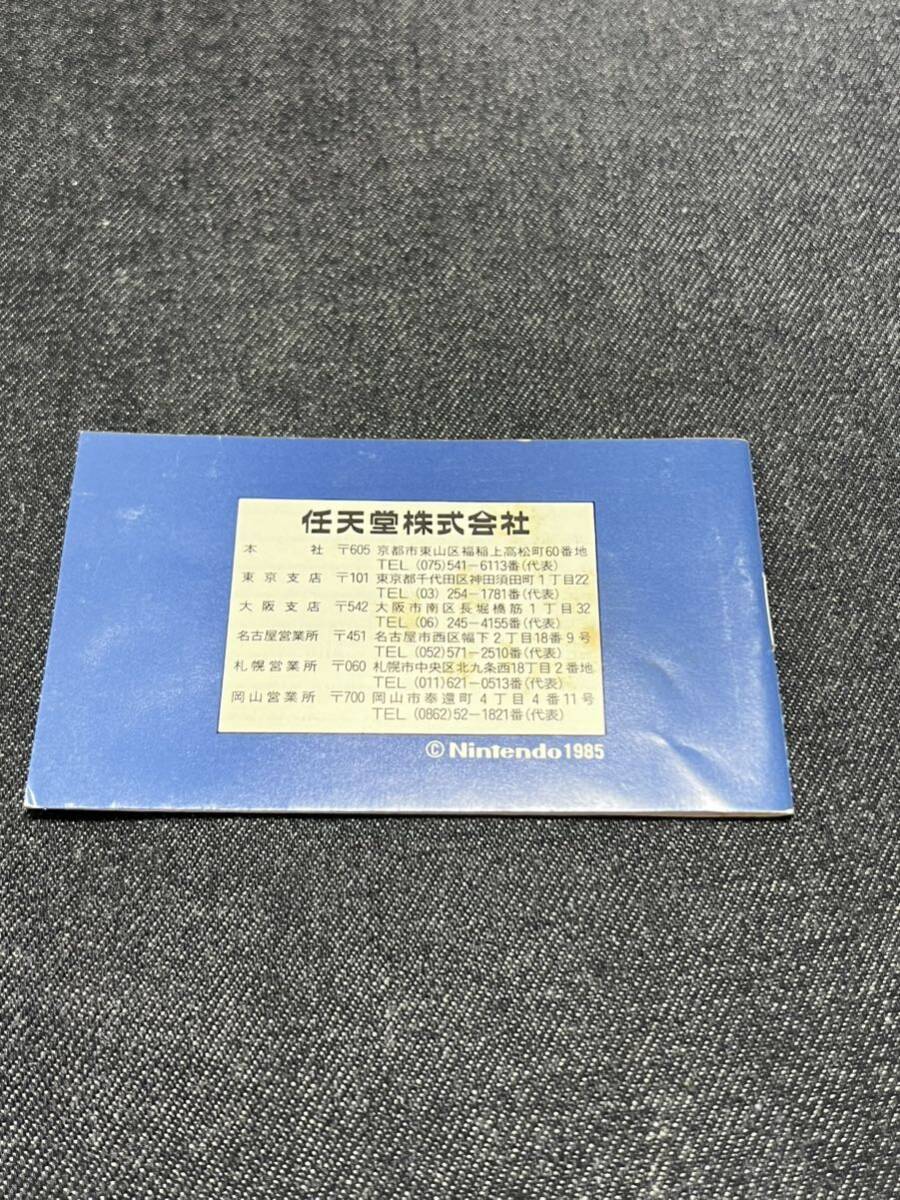 任天堂株式会社
本社 〒605 京都市東山区福稲上高松町60番地
TEL (075)541-6113番(代表)
東京支店 〒101 東京都千代田区神田須田町1丁目22
TEL (03) 254-1781番(代表)
大阪支店 〒542 大阪市南区長堀橋筋1丁目32
TEL (06) 245-4155番(代表)
名古屋営業所 〒451 名古屋市西区幅下2丁目18番9号
TEL (052)571-2510番(代表)
札幌営業所 〒060 札幌市中央区北九条西18丁目2番地
TEL (011)621-0513番(代表)
岡山営業所 〒700 岡山市奉還町4丁目4番11号
TEL (0862)52-1821番(代表)
©Nintendo1985